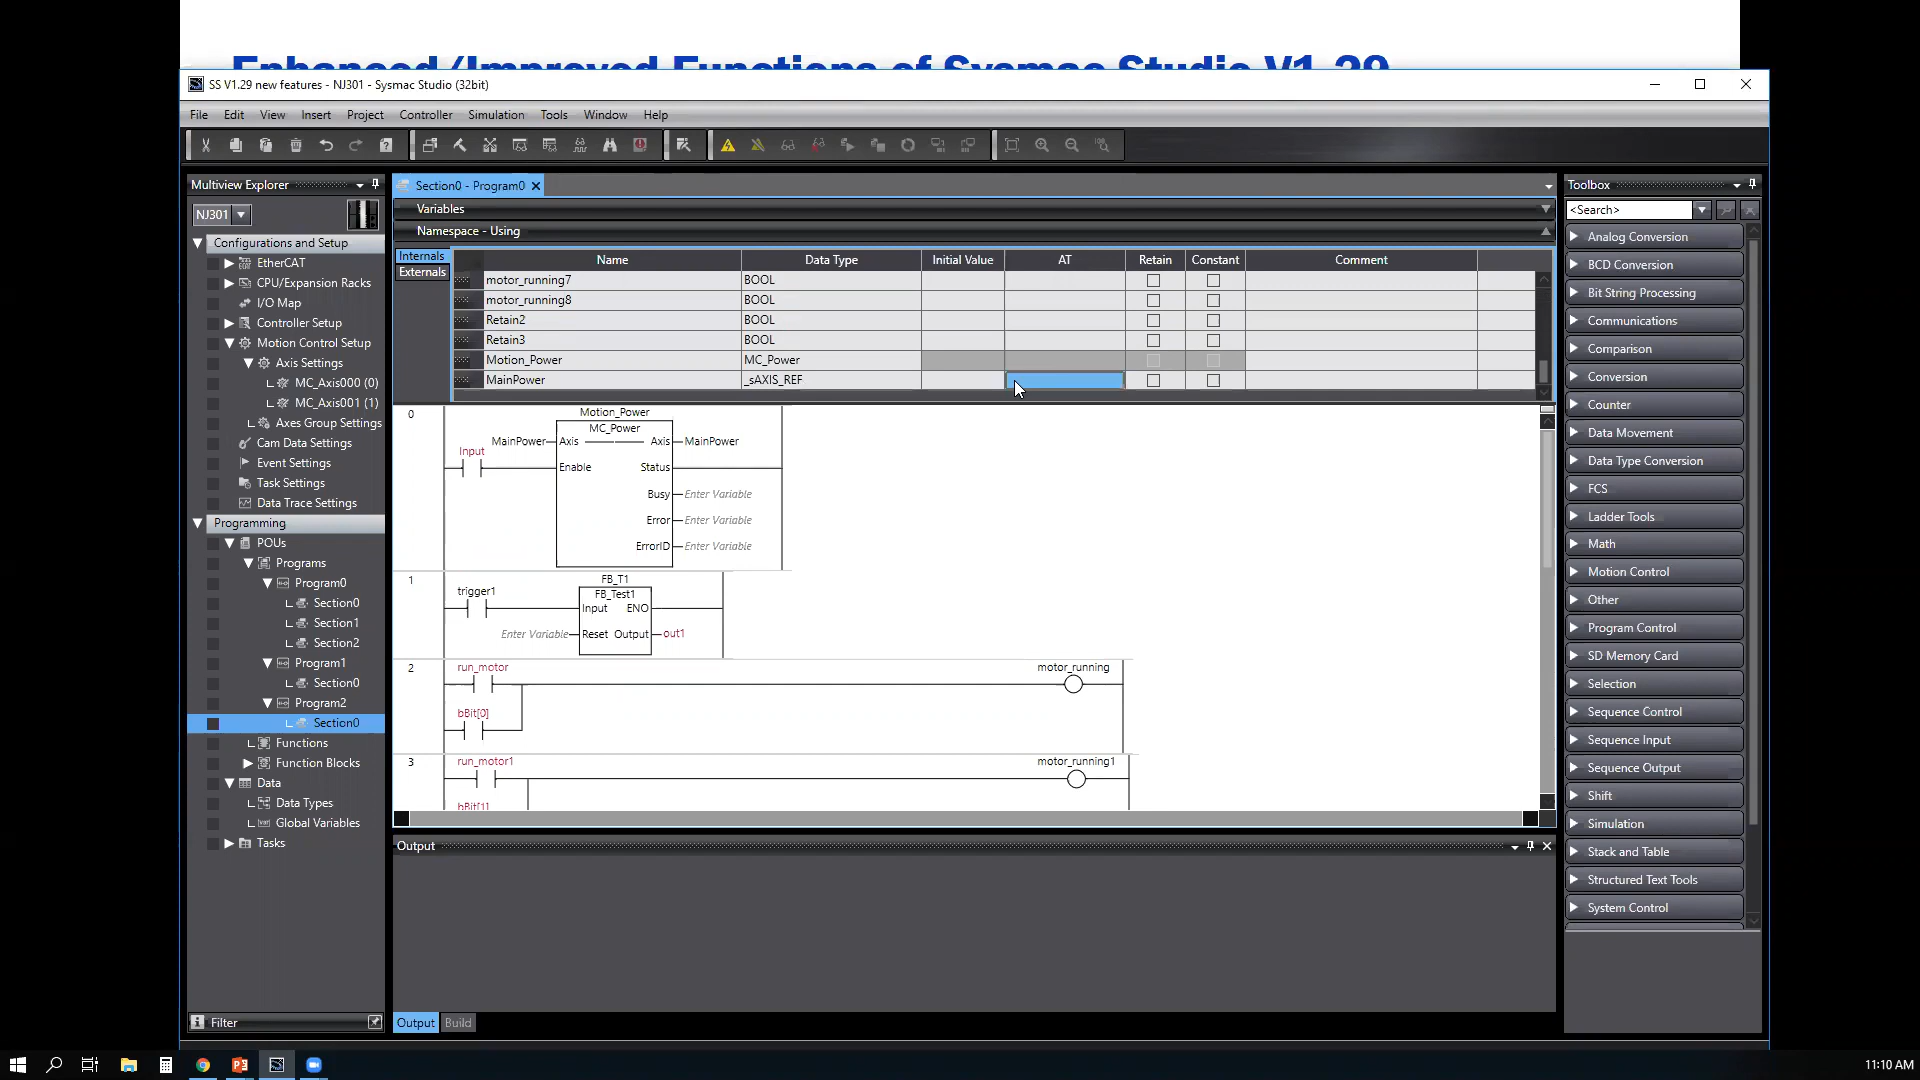 Enhanced/Improved Functions of Sysmac Studio V1.29
SS V1.29 new features - NJ301 - Sysmac Studio (32bit)
File Edit View Insert Project Controller Simulation Tools Window Help
Multiview Explorer
NJ301
Configurations and Setup
EtherCAT
CPU/Expansion Racks
I/O Map
Controller Setup
Motion Control Setup
Axis Settings
MC_Axis000 (0)
MC_Axis001 (1)
Axes Group Settings
Cam Data Settings
Event Settings
Task Settings
Data Trace Settings
Programming
POUs
Programs
Program0
Section0
Section1
Section2
Program1
Section0
Program2
Section0
Functions
Function Blocks
Data
Data Types
Global Variables
Tasks
Filter
Section0 - Program0
Variables
Namespace - Using
Internals
Externals
Name Data Type Initial Value AT Retain Constant Comment
motor_running7 BOOL
motor_running8 BOOL
Retain2 BOOL
Retain3 BOOL
Motion_Power MC_Power
MainPower _sAXIS_REF
0
Motion_Power
MC_Power
MainPower Axis Axis MainPower
Input
Enable Status
Busy Enter Variable
Error Enter Variable
ErrorID Enter Variable
1
FB_T1
trigger1 FB_Test1
Input ENO
Enter Variable Reset Output out1
2
run_motor motor_running
bBit[0]
3
run_motor1 motor_running1
bBit[1]
Output
Output Build
Toolbox
<Search>
Analog Conversion
BCD Conversion
Bit String Processing
Communications
Comparison
Conversion
Counter
Data Movement
Data Type Conversion
FCS
Ladder Tools
Math
Motion Control
Other
Program Control
SD Memory Card
Selection
Sequence Control
Sequence Input
Sequence Output
Shift
Simulation
Stack and Table
Structured Text Tools
System Control
11:10 AM